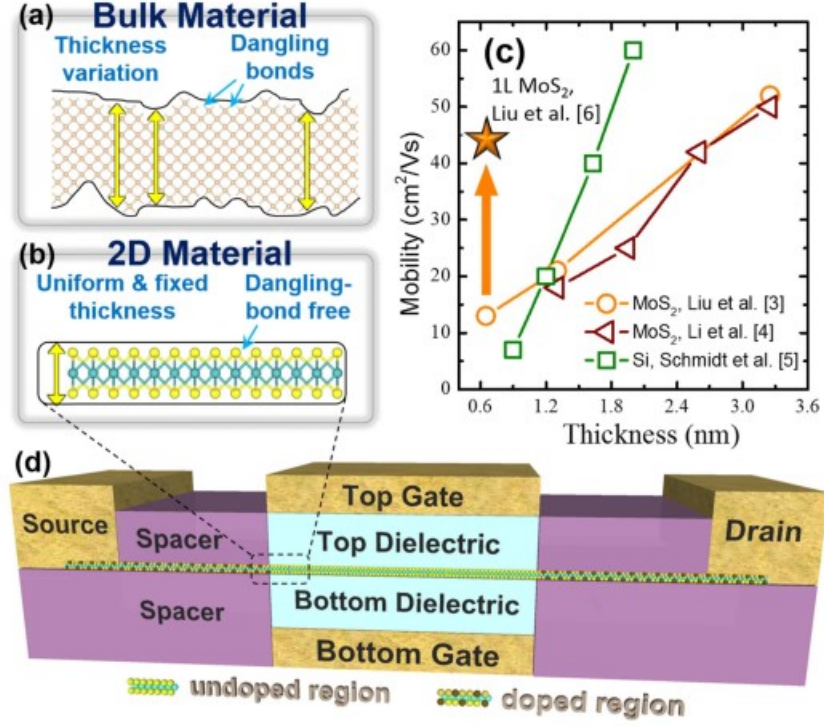 (a) Bulk Material
Thickness
variation
Dangling
bonds
(b) 2D Material
Uniform & fixed
thickness
Dangling-
bond free
(c)
1L MoS₂,
Liu et al. [6]
Mobility (cm²/Vs)
60
50
40
30
20
10
0
MoS₂, Liu et al. [3]
MoS₂, Li et al. [4]
Si, Schmidt et al. [5]
0.6 1.2 1.8 2.4 3.0 3.6
Thickness (nm)
(d)
Source
Spacer
Top Gate
Top Dielectric
Drain
Spacer
Bottom Dielectric
Bottom Gate
undoped region
doped region